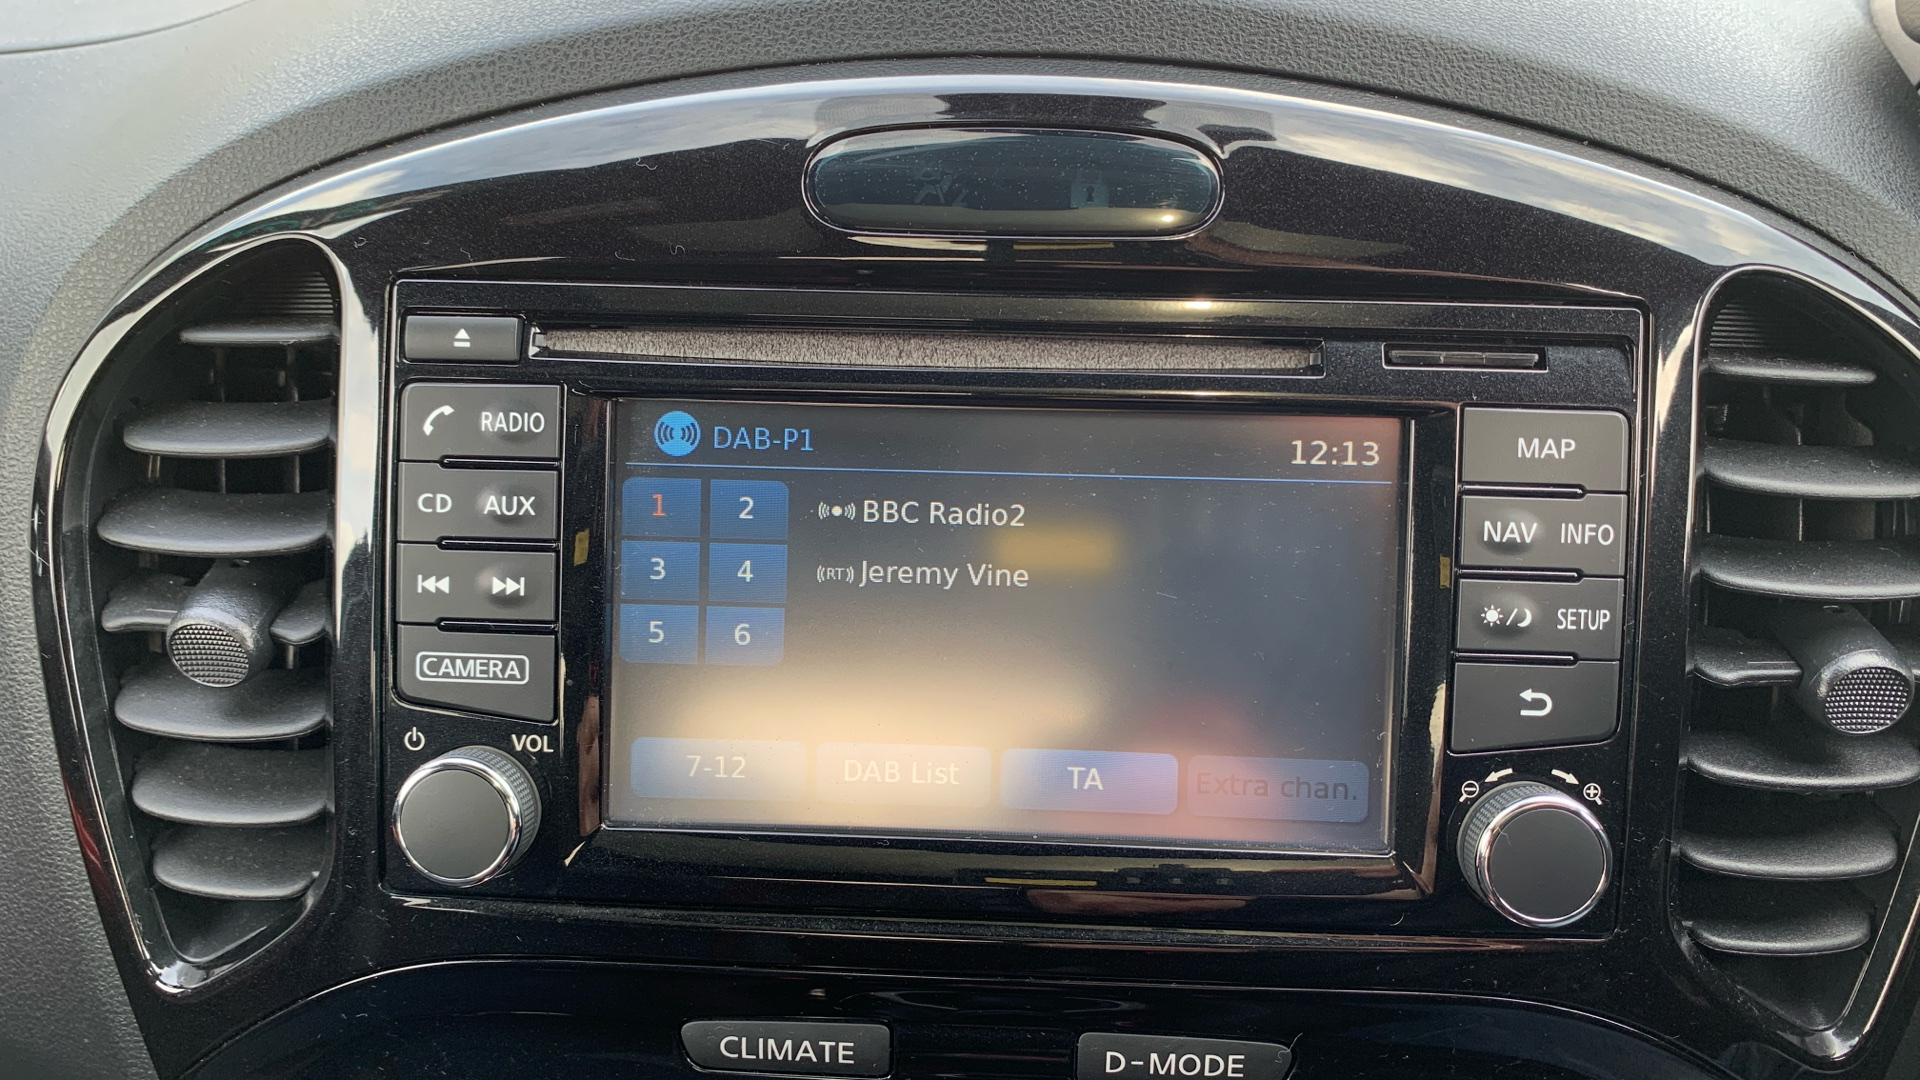 RADIO
CD AUX
CAMERA
VOL
DAB-P1
12:13
1 2
3 4
5 6
BBC Radio2
(RT) Jeremy Vine
7-12
DAB List
TA
Extra chan.
MAP
NAV INFO
SETUP
CLIMATE
D-MODE